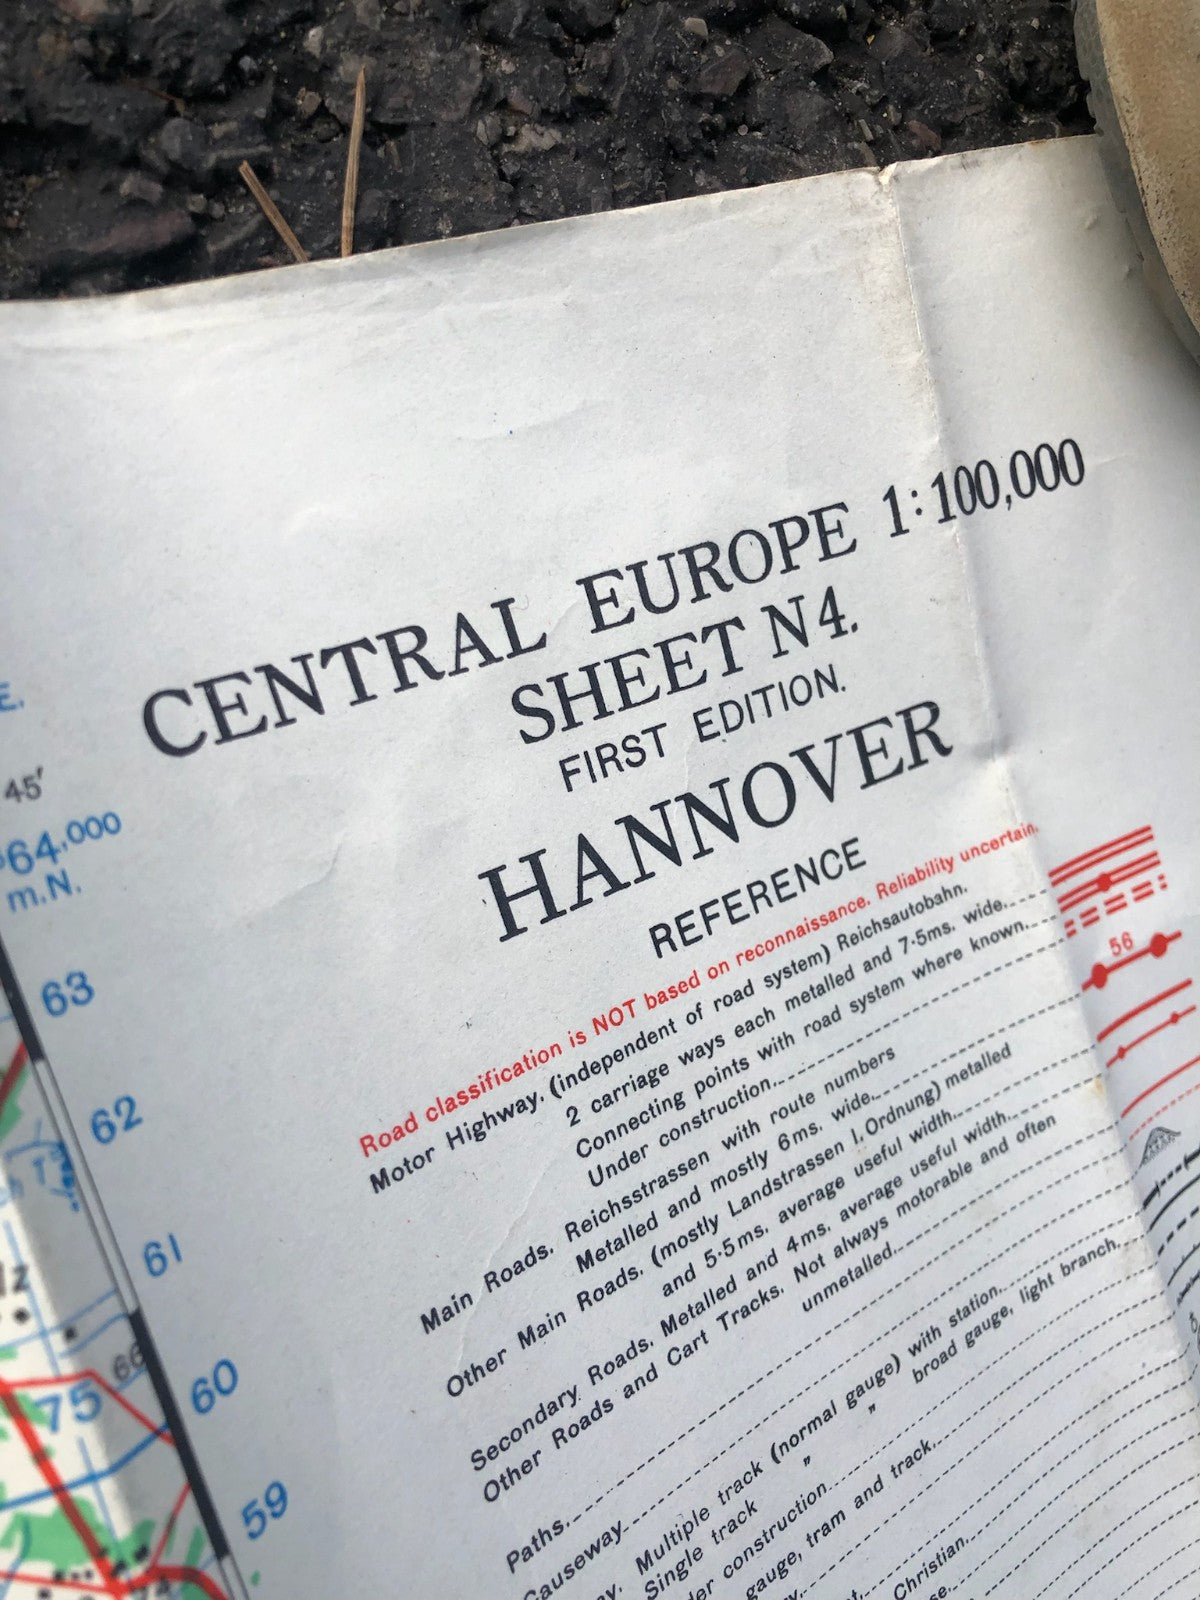 CENTRAL EUROPE 1:100,000
SHEET N4.
FIRST EDITION.
HANNOVER
REFERENCE
Road classification is NOT based on reconnaissance. Reliability uncertain.
Motor Highway, (independent of road system) Reichsautobahn.
2 carriage ways each metalled and 7·5ms. wide.
Connecting points with road system where known.
Under construction.
56
Main Roads. Reichsstrassen with route numbers
Metalled and mostly 6ms. wide.
Other Main Roads. (mostly Landstrassen I. Ordnung) metalled
and 5·5ms. average useful width.
Secondary Roads. Metalled and 4ms. average useful width.
Other Roads and Cart Tracks. Not always motorable and often
unmetalled.
Paths.
Causeway
Multiple track (normal gauge) with station.
Single track " " broad gauge, light branch.
construction
gauge, tram and track.
Christian.
E.
45'
64,000
m.N.
63
62
61
60
59
75
66